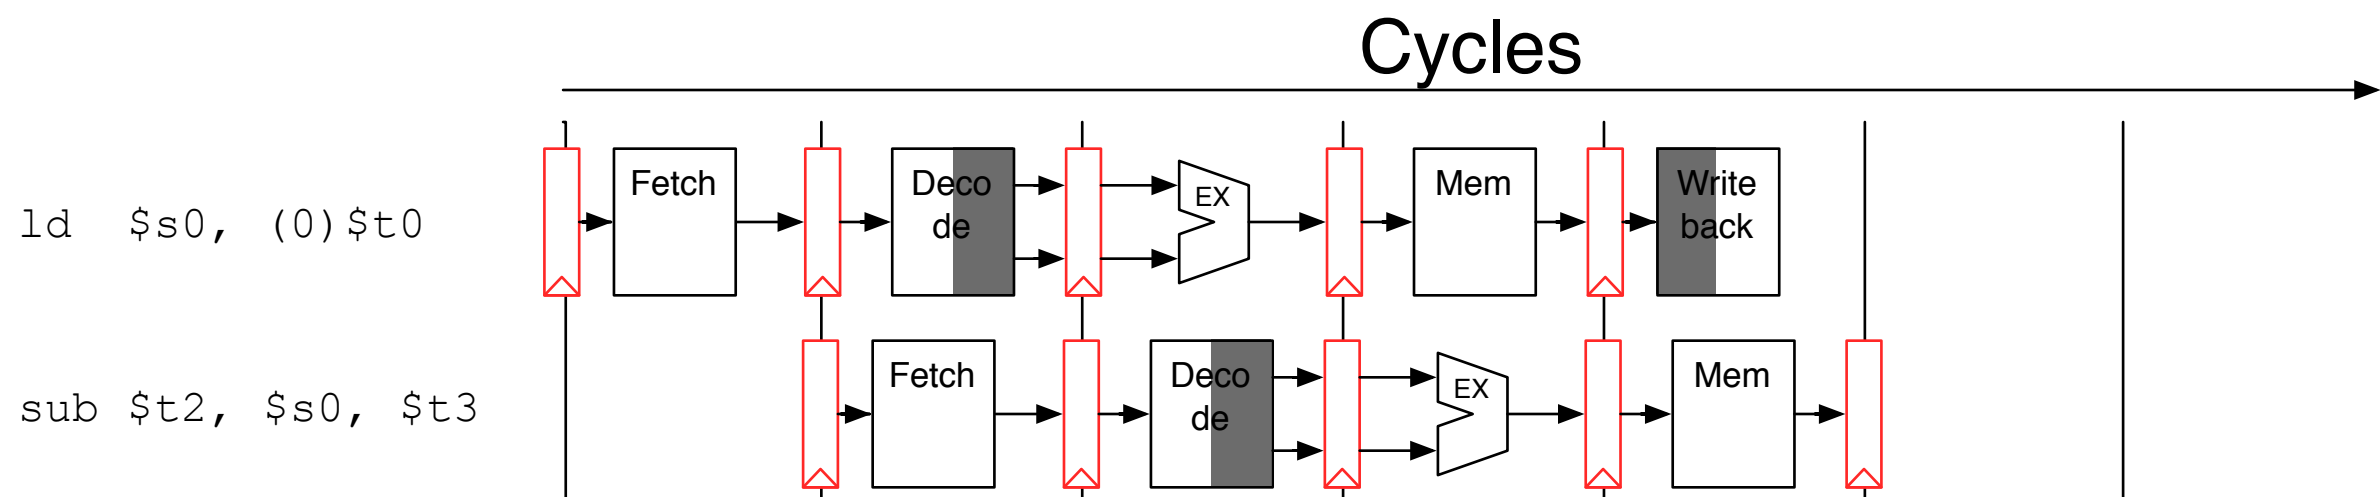 Cycles
ld $s0, (0)$t0
Fetch
Deco
de
EX
Mem
Write
back
sub $t2, $s0, $t3
Fetch
Deco
de
EX
Mem